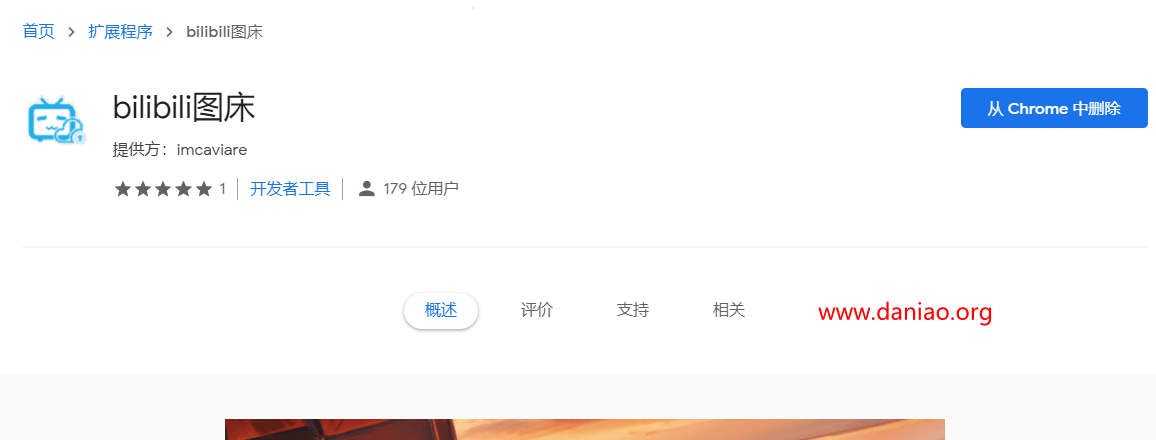 首页 > 扩展程序 > bilibili图床
bilibili图床
从 Chrome 中删除
提供方：imcaviare
★★★★★ 1 | 开发者工具 | 179 位用户
概述 评价 支持 相关 www.daniao.org